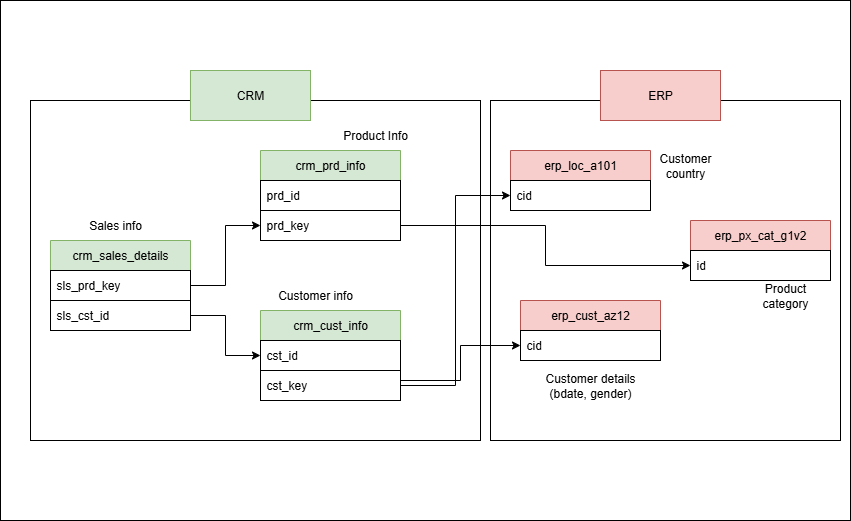 CRM
ERP
Product Info
crm_prd_info
prd_id
prd_key
Sales info
crm_sales_details
sls_prd_key
sls_cst_id
Customer info
crm_cust_info
cst_id
cst_key
erp_loc_a101
cid
Customer
country
erp_px_cat_g1v2
id
Product
category
erp_cust_az12
cid
Customer details
(bdate, gender)